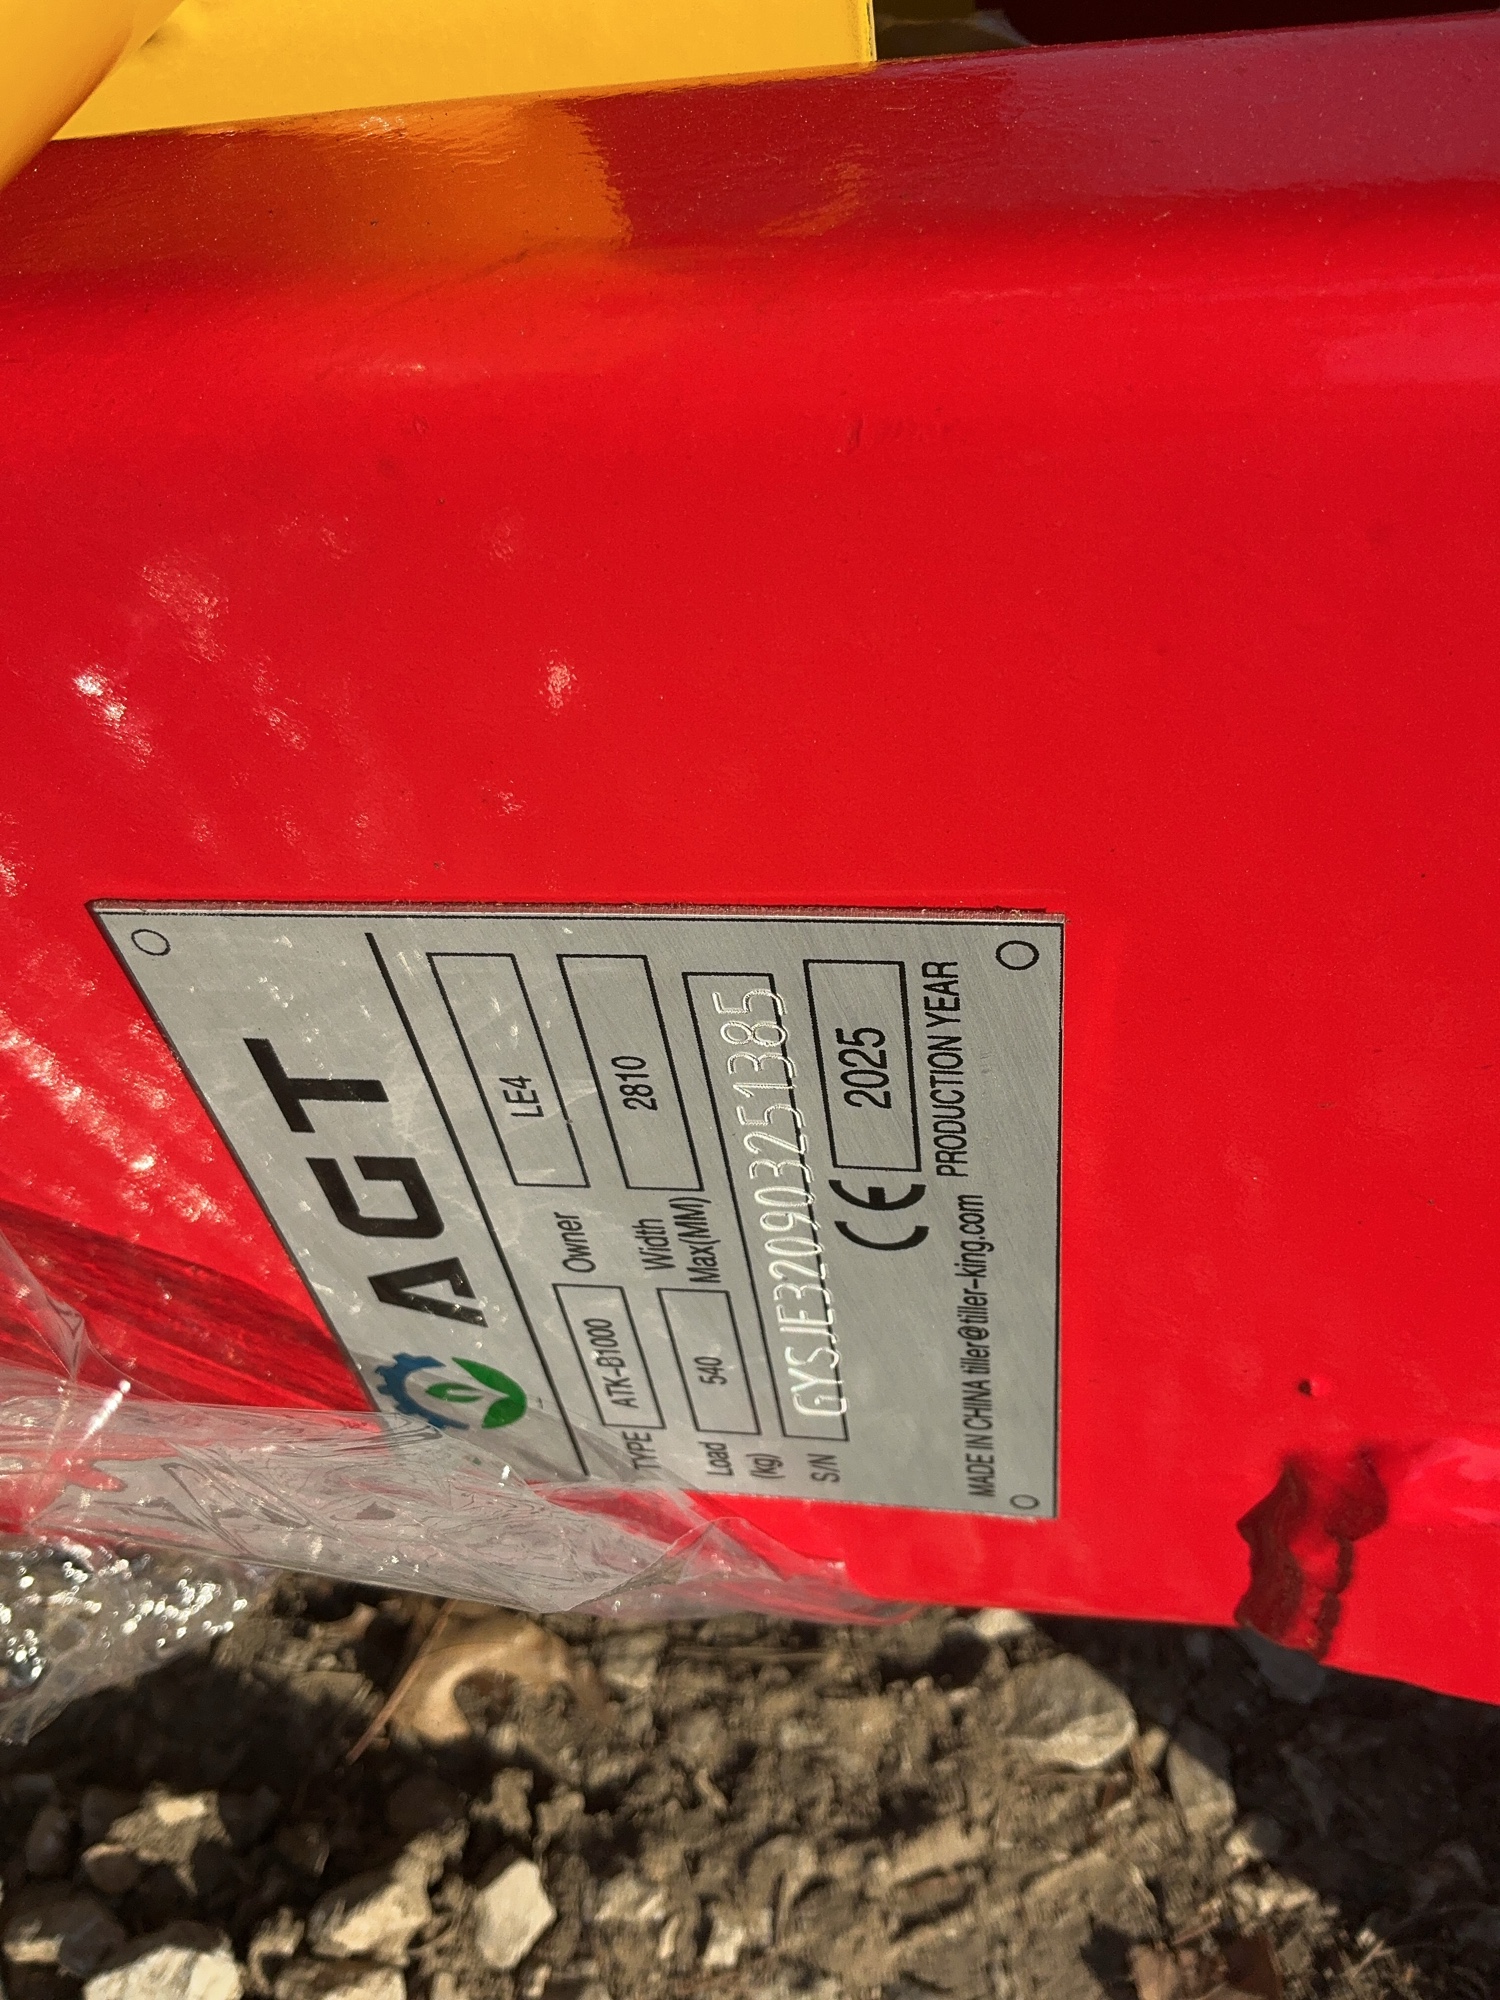 AGT
TYPE ATK-B1000 Owner LE4
Load (kg) 540 Width Max(MM) 2810
S/N GYSJE320903251385
CE 2025
MADE IN CHINA tiller@tiller-king.com PRODUCTION YEAR